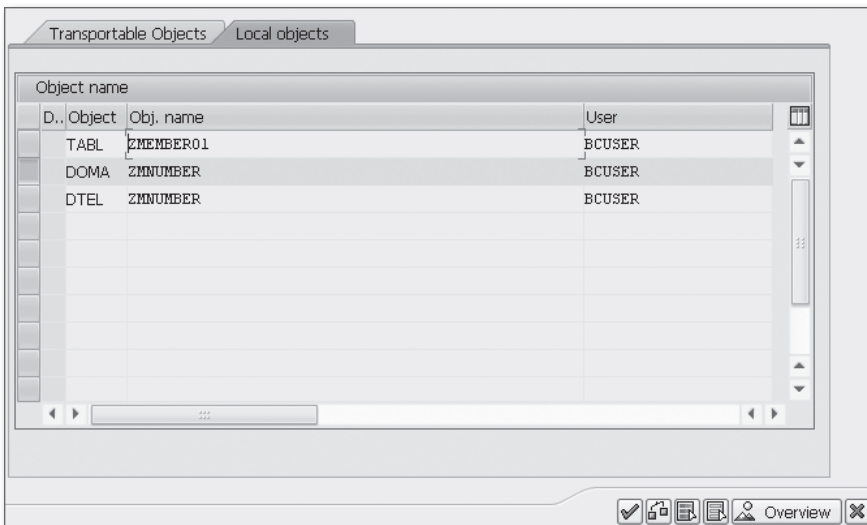 Transportable Objects Local objects
Object name
D.. Object Obj. name User
TABL ZMEMBER01 BCUSER
DOMA ZMNUMBER BCUSER
DTEL ZMNUMBER BCUSER
Overview